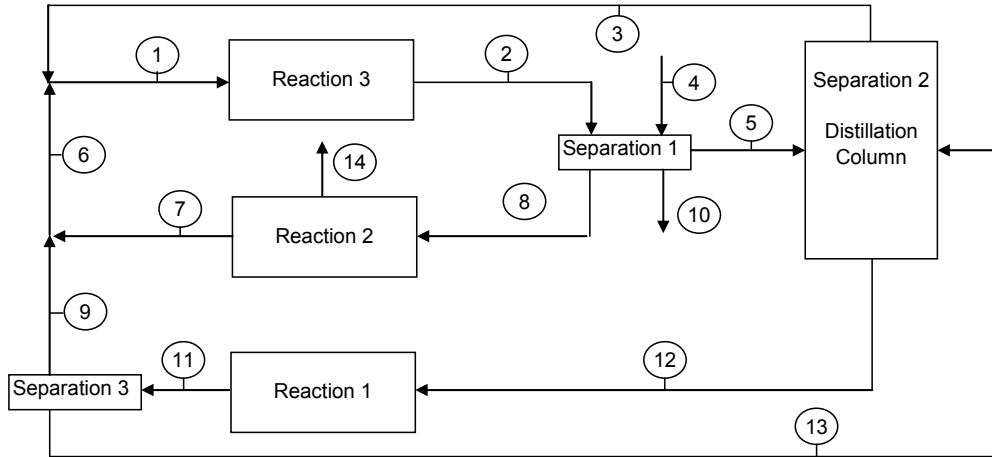 3
1
Reaction 3
2
4
Separation 2
Distillation
Column
5
Separation 1
6
14
7
Reaction 2
8
10
9
11
12
Separation 3
Reaction 1
13